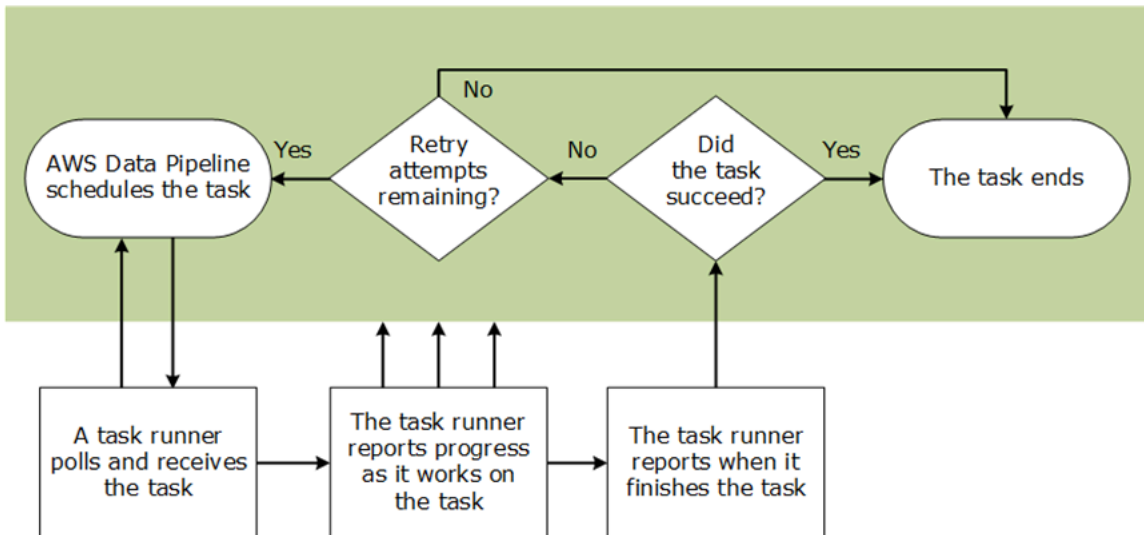 No
AWS Data Pipeline
schedules the task
Yes
Retry
attempts
remaining?
No
Did
the task
succeed?
Yes
The task ends
A task runner
polls and receives
the task
The task runner
reports progress
as it works on
the task
The task runner
reports when it
finishes the task